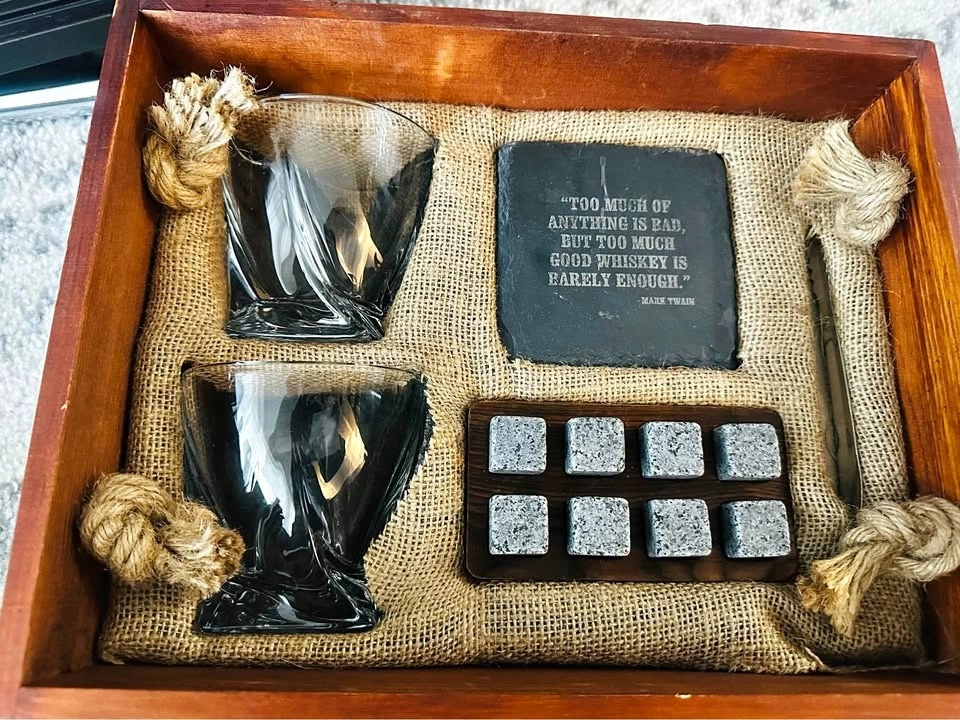 “TOO MUCH OF
ANYTHING IS BAD,
BUT TOO MUCH
GOOD WHISKEY IS
BARELY ENOUGH.”
-MARK TWAIN